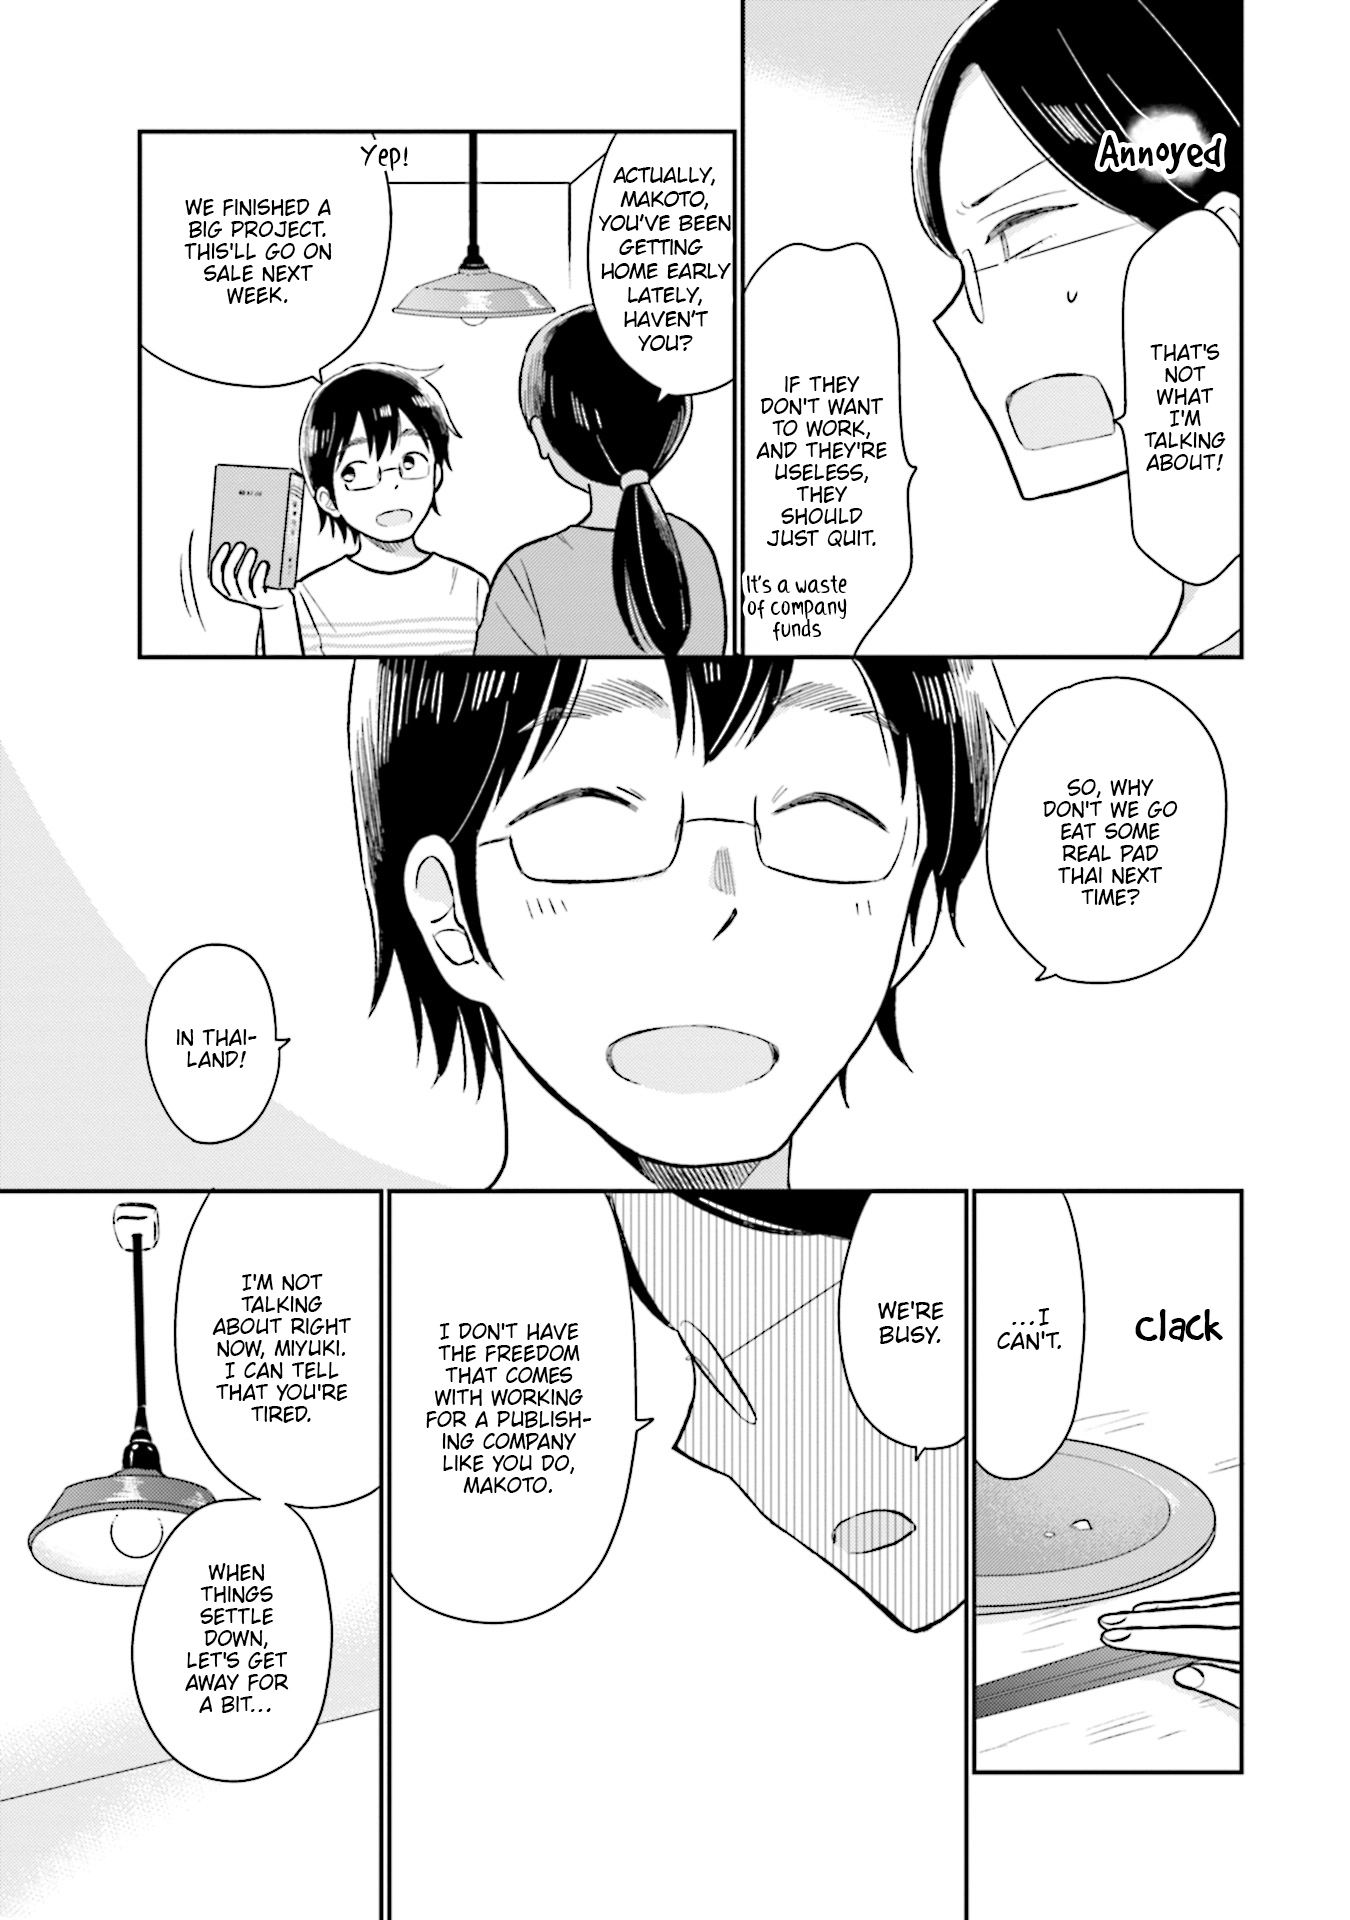 Annoyed
THAT'S
NOT
WHAT
I'M
TALKING
ABOUT!
IF THEY
DON'T WANT
TO WORK,
AND THEY'RE
USELESS,
THEY
SHOULD
JUST QUIT.
It's a waste
of company
funds
ACTUALLY,
MAKOTO,
YOU'VE BEEN
GETTING
HOME EARLY
LATELY,
HAVEN'T
YOU?
Yep!
WE FINISHED A
BIG PROJECT.
THIS'LL GO ON
SALE NEXT
WEEK.
SO, WHY
DON'T WE GO
EAT SOME
REAL PAD
THAI NEXT
TIME?
IN THAI-
LAND!
clack
...I
CAN'T.
WE'RE
BUSY.
I DON'T HAVE
THE FREEDOM
THAT COMES
WITH WORKING
FOR A PUBLISH-
ING COMPANY
LIKE YOU DO,
MAKOTO.
I'M NOT
TALKING
ABOUT RIGHT
NOW, MIYUKI.
I CAN TELL
THAT YOU'RE
TIRED.
WHEN
THINGS
SETTLE
DOWN,
LET'S GET
AWAY FOR
A BIT...